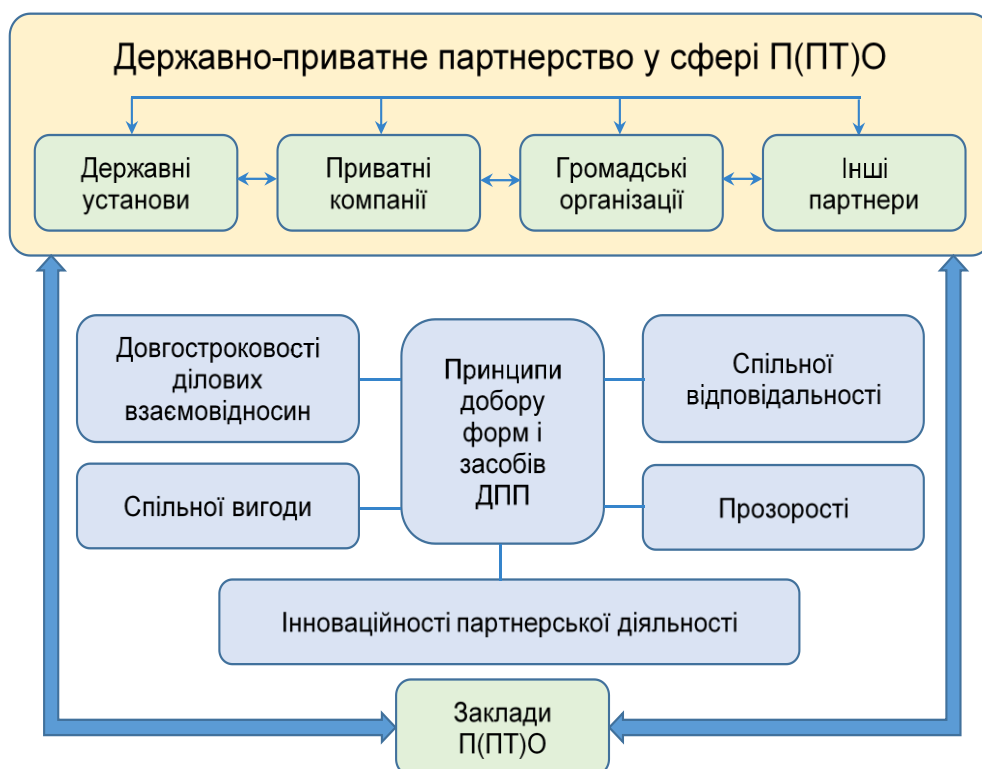 Державно-приватне партнерство у сфері П(ПТ)О
Державні
установи
Приватні
компанії
Громадські
організації
Інші
партнери
Довгостроковості
ділових
взаємовідносин
Принципи
добору
форм і
засобів
ДПП
Спільної
відповідальності
Спільної вигоди
Прозорості
Інноваційності партнерської діяльності
Заклади
П(ПТ)О